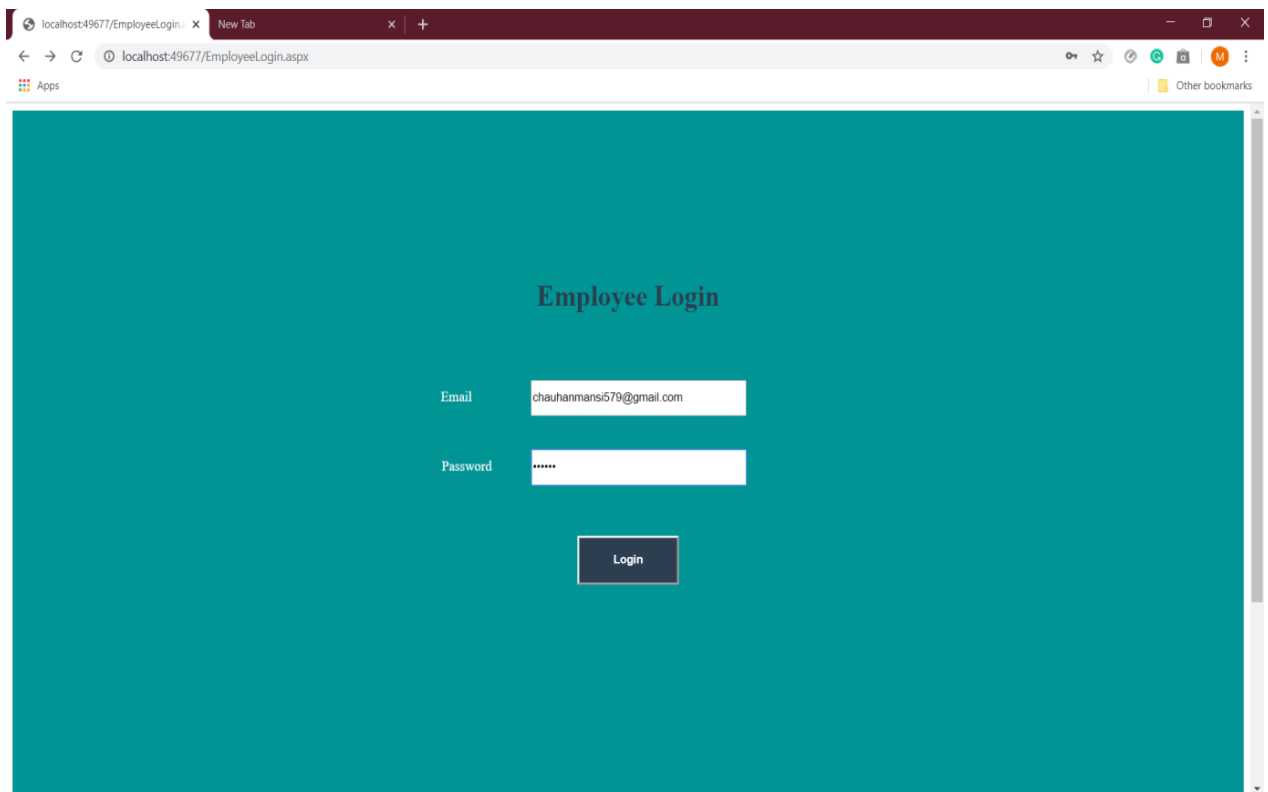 localhost:49677/EmployeeLogin.
New Tab
localhost:49677/EmployeeLogin.aspx
M
Apps
Other bookmarks
Employee Login
Email
chauhanmansi579@gmail.com
Password
••••••
Login